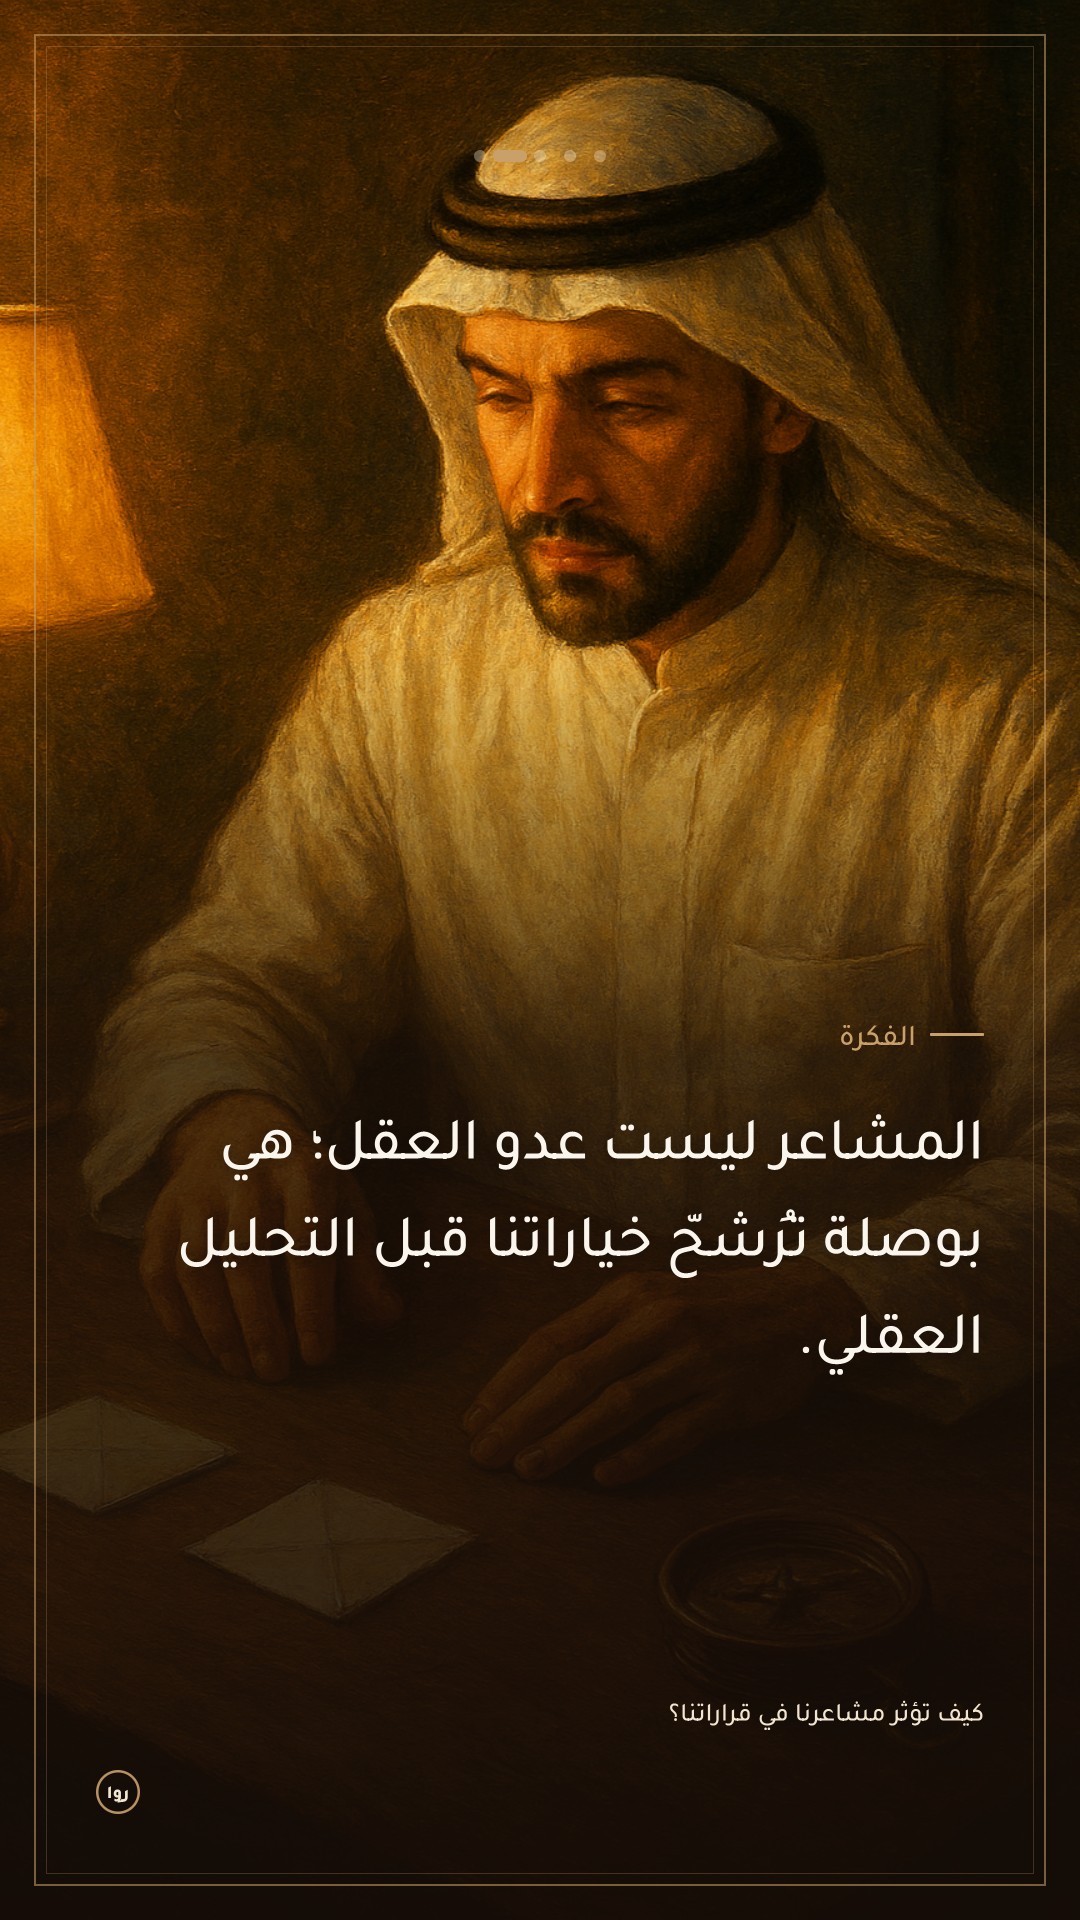 الفكرة
المشاعر ليست عدو العقل؛ هي
بوصلة تُرشّح خياراتنا قبل التحليل
العقلي.
كيف تؤثر مشاعرنا في قراراتنا؟
روا